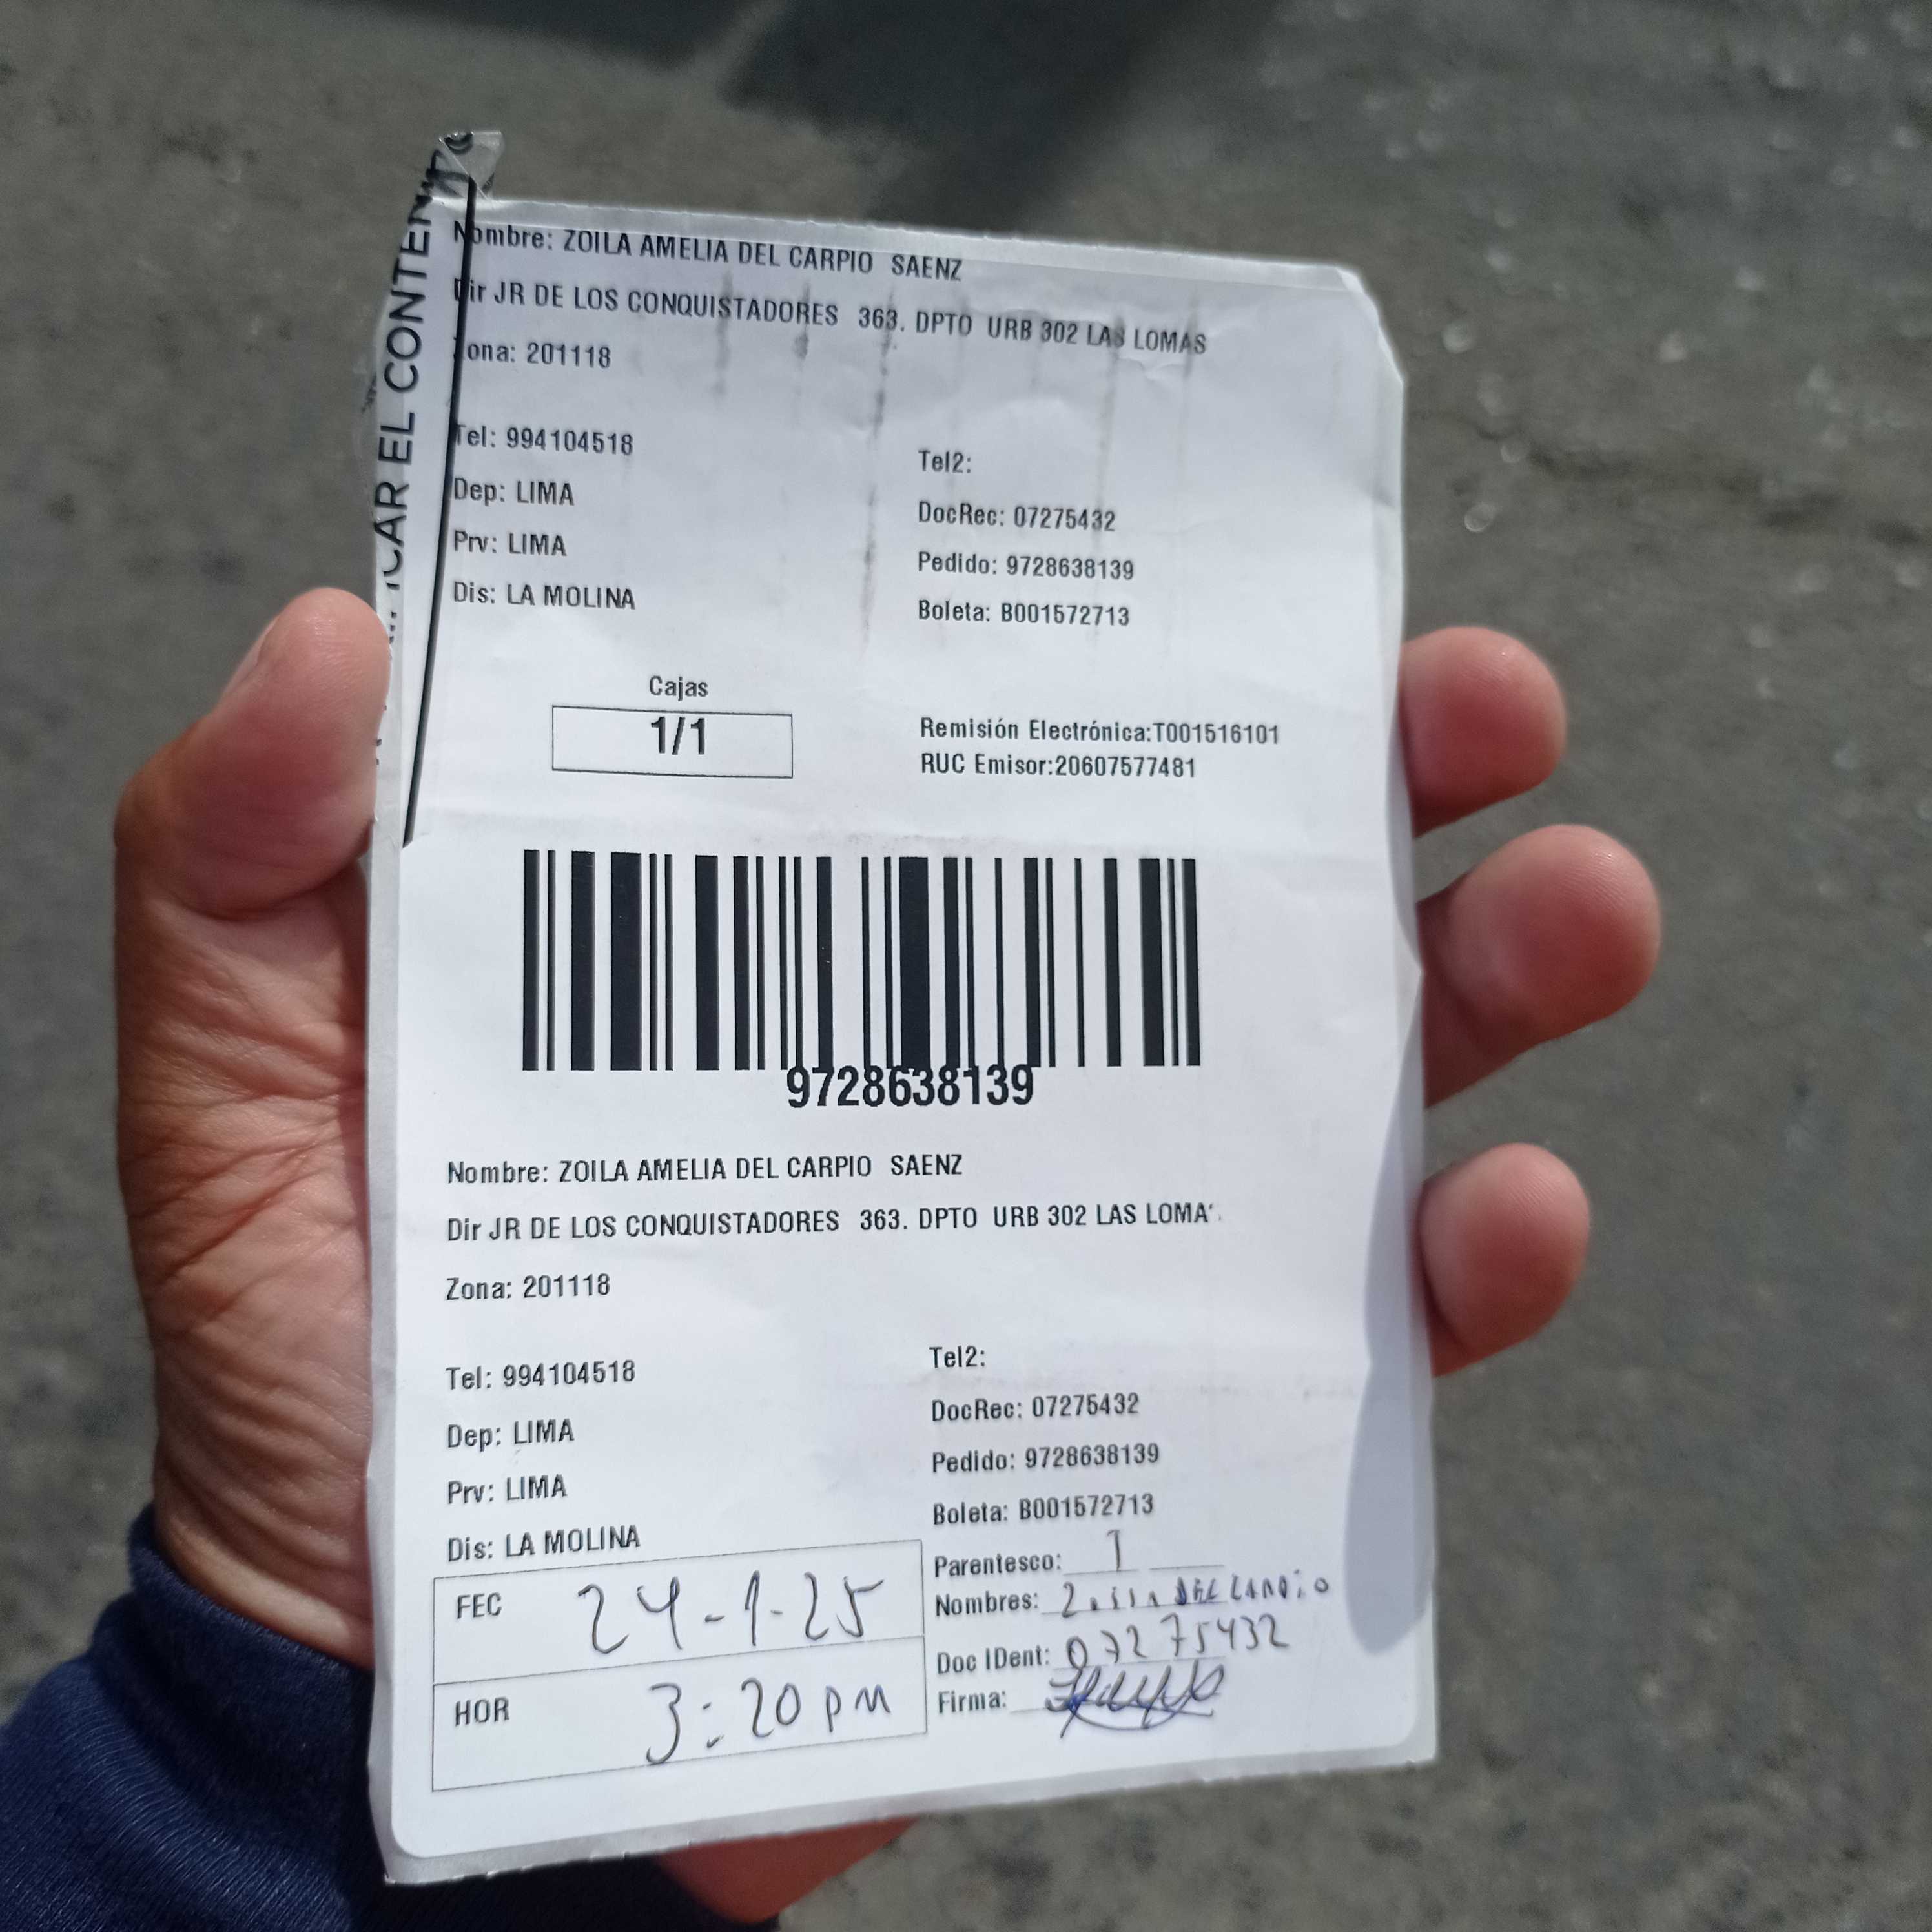 ICAR EL CONTEN
Nombre: ZOILA AMELIA DEL CARPIO SAENZ
Dir JR DE LOS CONQUISTADORES 363. DPTO URB 302 LAS LOMAS
Zona: 201118
Tel: 994104518
Tel2:
Dep: LIMA
DocRec: 07275432
Prv: LIMA
Pedido: 9728638139
Dis: LA MOLINA
Boleta: B001572713
Cajas
1/1
Remisión Electrónica:T001516101
RUC Emisor:20607577481
9728638139
Nombre: ZOILA AMELIA DEL CARPIO SAENZ
Dir JR DE LOS CONQUISTADORES 363. DPTO URB 302 LAS LOMA
Zona: 201118
Tel: 994104518
Tel2:
Dep: LIMA
DocRec: 07275432
Prv: LIMA
Pedido: 9728638139
Dis: LA MOLINA
Boleta: B001572713
Parentesco: T
FEC 24-1-25
Nombres: Zoila DEL CARPIO
Doc IDent: 07275432
HOR 3:20 pm
Firma: